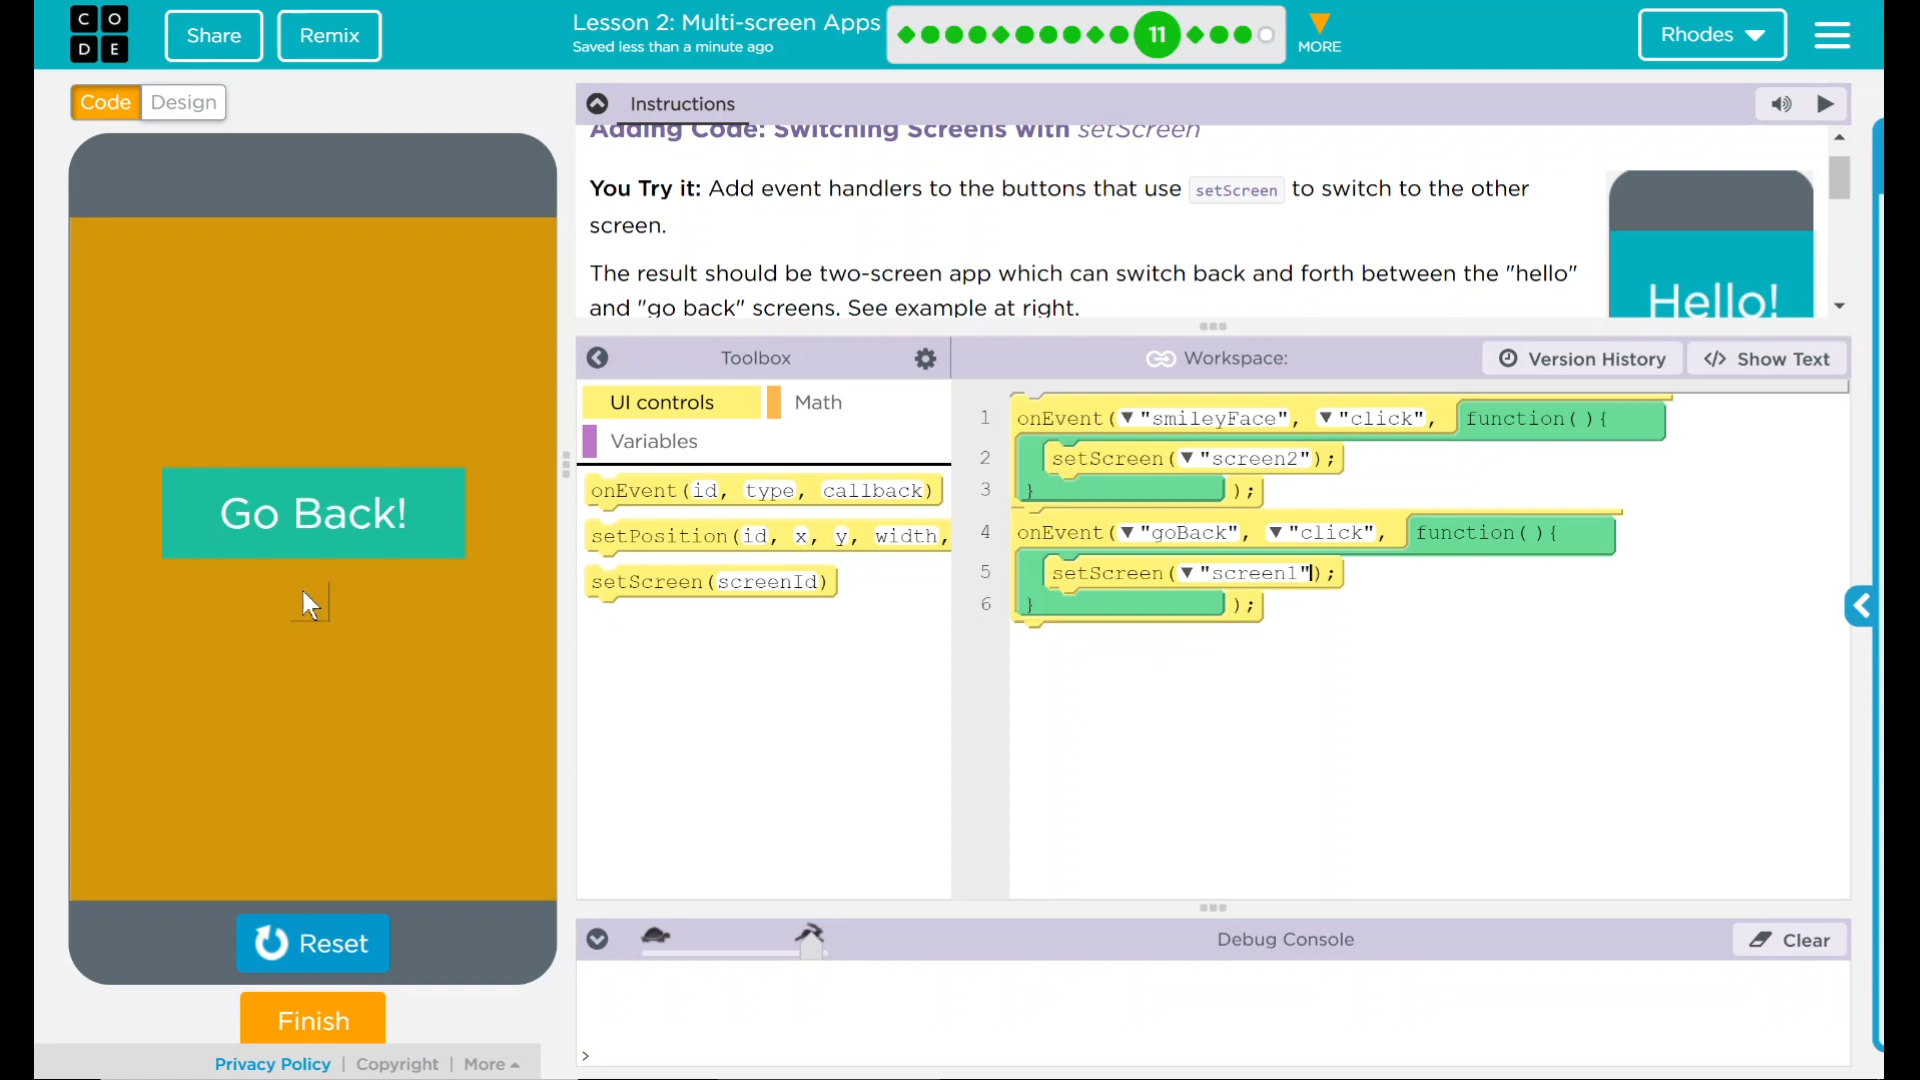 C O
D E
Share
Remix
Lesson 2: Multi-screen Apps
Saved less than a minute ago
11
MORE
Rhodes
Code
Design
Instructions
Adding Code: Switching Screens with setScreen
You Try it: Add event handlers to the buttons that use setScreen to switch to the other
screen.
The result should be two-screen app which can switch back and forth between the "hello"
and "go back" screens. See example at right.
Hello!
Toolbox
Workspace:
Version History
</> Show Text
UI controls
Math
Variables
onEvent(id, type, callback)
setPosition(id, x, y, width,
setScreen(screenId)
1 onEvent(▼"smileyFace", ▼"click", function(){
2 setScreen(▼"screen2");
3 } );
4 onEvent(▼"goBack", ▼"click", function(){
5 setScreen(▼"screen1");
6 } );
Go Back!
Reset
Finish
Debug Console
Clear
>
Privacy Policy | Copyright | More